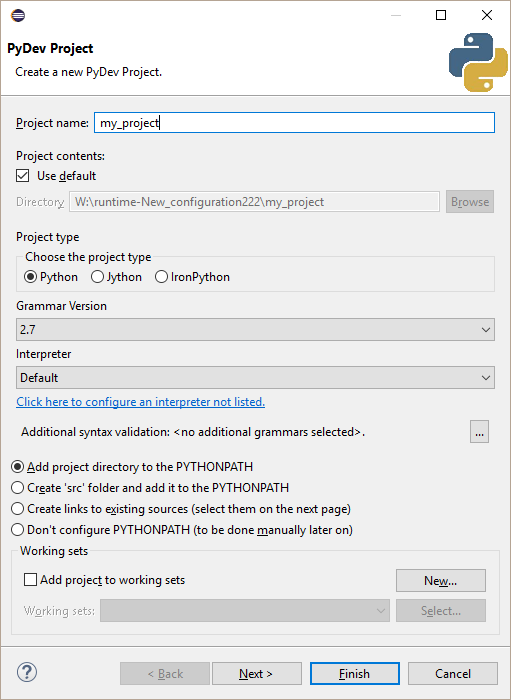 PyDev Project
Create a new PyDev Project.
Project name: my_project
Project contents:
Use default
Directory W:\runtime-New_configuration222\my_project Browse
Project type
Choose the project type
Python Jython IronPython
Grammar Version
2.7
Interpreter
Default
Click here to configure an interpreter not listed.
Additional syntax validation: <no additional grammars selected>. ...
Add project directory to the PYTHONPATH
Create 'src' folder and add it to the PYTHONPATH
Create links to existing sources (select them on the next page)
Don't configure PYTHONPATH (to be done manually later on)
Working sets
Add project to working sets New...
Working sets: Select...
? < Back Next > Finish Cancel